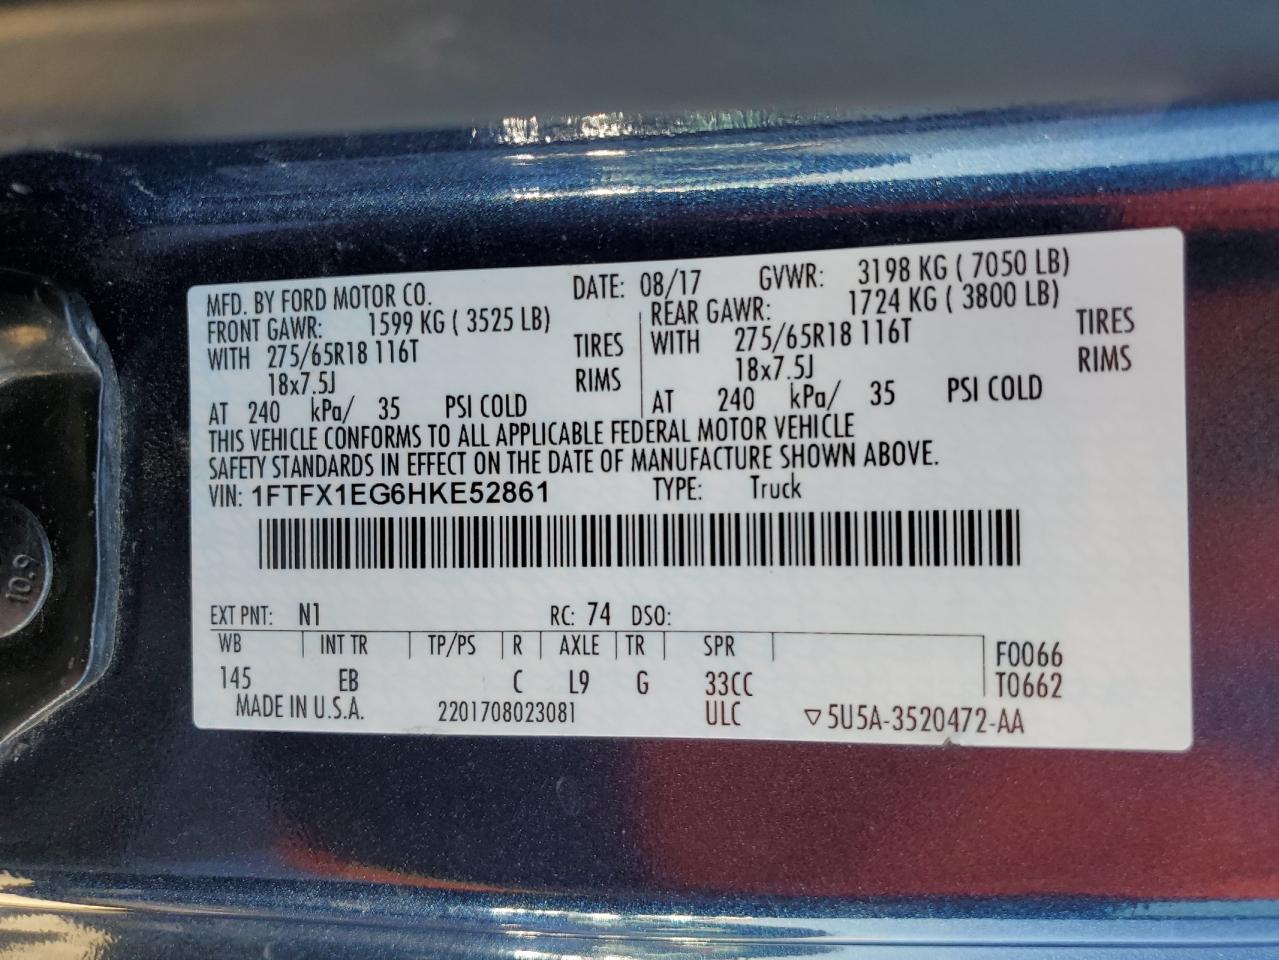 MFD. BY FORD MOTOR CO. DATE: 08/17 GVWR: 3198 KG ( 7050 LB)
FRONT GAWR: 1599 KG ( 3525 LB) REAR GAWR: 1724 KG ( 3800 LB)
WITH 275/65R18 116T TIRES WITH 275/65R18 116T TIRES
18x7.5J RIMS 18x7.5J RIMS
AT 240 kPa/ 35 PSI COLD AT 240 kPa/ 35 PSI COLD
THIS VEHICLE CONFORMS TO ALL APPLICABLE FEDERAL MOTOR VEHICLE
SAFETY STANDARDS IN EFFECT ON THE DATE OF MANUFACTURE SHOWN ABOVE.
VIN: 1FTFX1EG6HKE52861 TYPE: Truck
EXT PNT: N1 RC: 74 DSO:
WB INT TR TP/PS R AXLE TR SPR F0066
145 EB C L9 G 33CC T0662
MADE IN U.S.A. 2201708023081 ULC ▽5U5A-3520472-AA
10.9